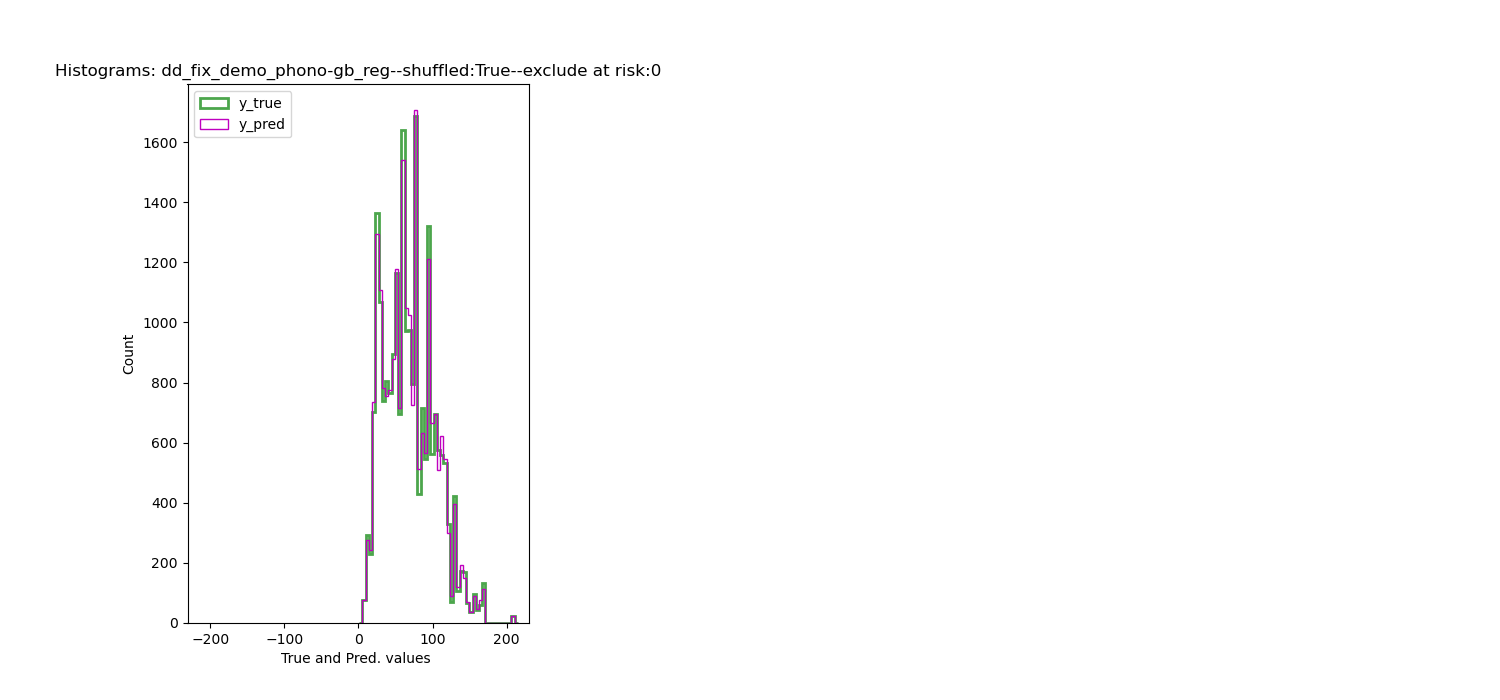 Histograms: dd_fix_demo_phono-gb_reg--shuffled:True--exclude at risk:0
y_true
y_pred
1600
1400
1200
1000
800
600
400
200
0
Count
−200 −100 0 100 200
True and Pred. values